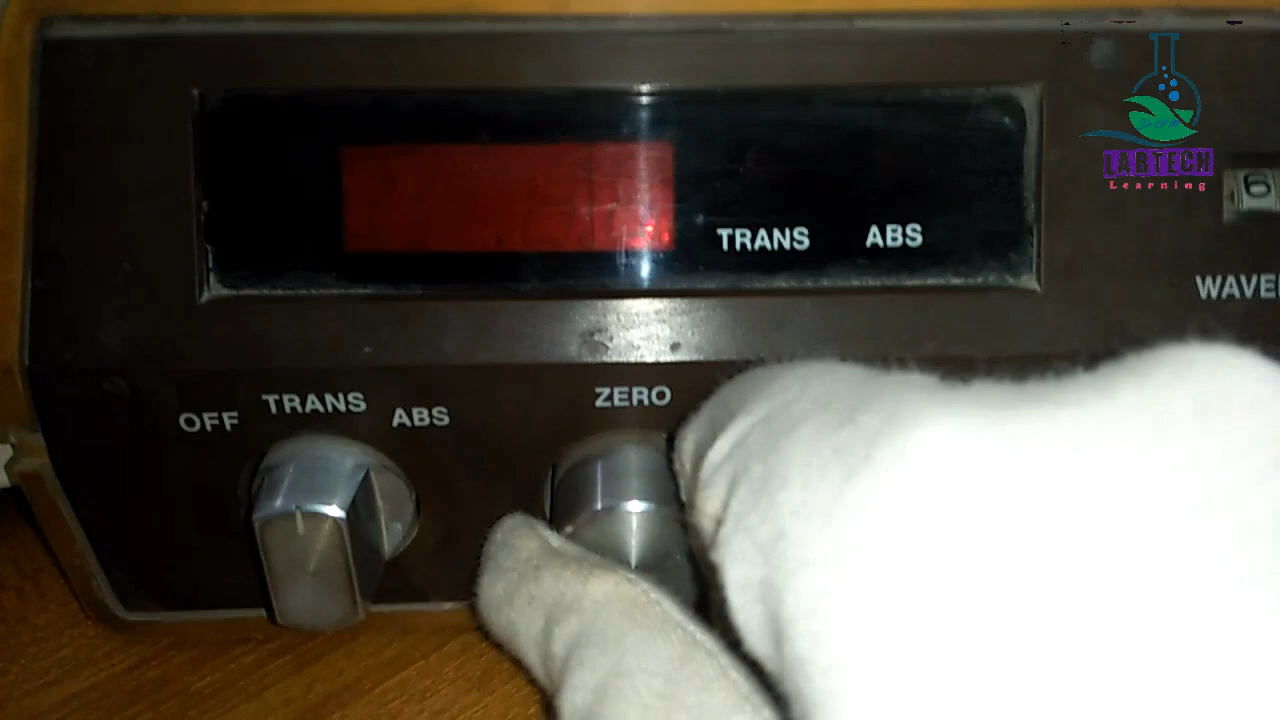 LABTECH
Learning
6
TRANS ABS
WAVE
OFF TRANS ABS ZERO